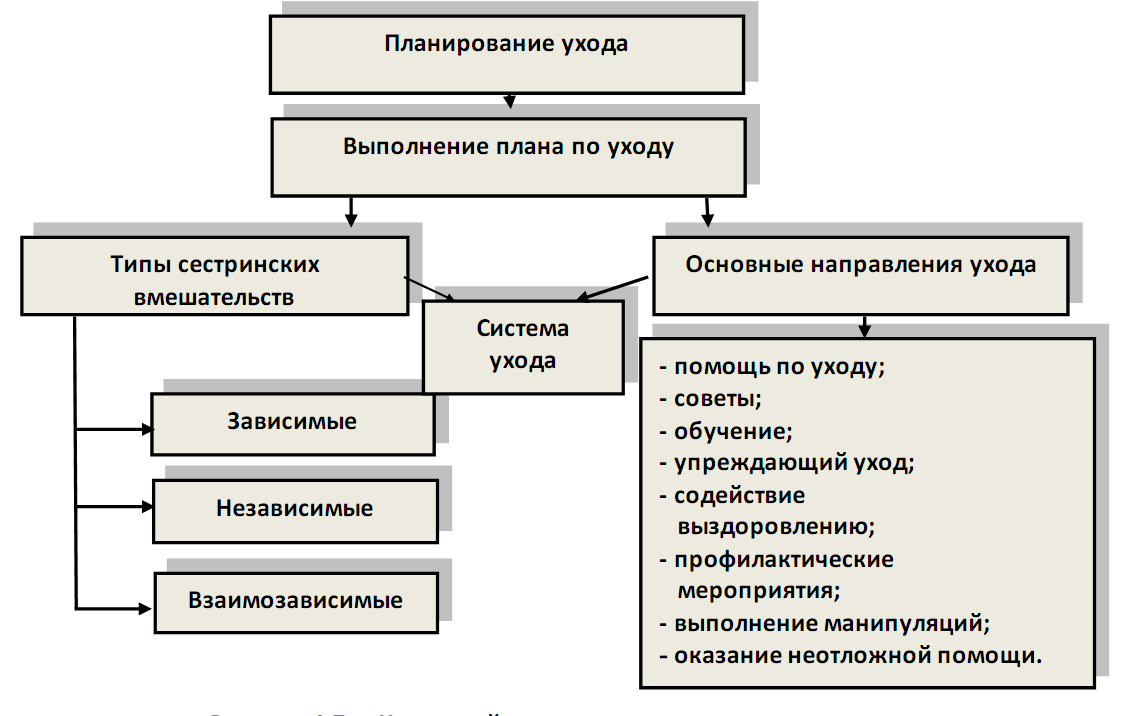 Планирование ухода
Выполнение плана по уходу
Типы сестринских
вмешательств
Основные направления ухода
Система
ухода
Зависимые
Независимые
Взаимозависимые
- помощь по уходу;
- советы;
- обучение;
- упреждающий уход;
- содействие
выздоровлению;
- профилактические
мероприятия;
- выполнение манипуляций;
- оказание неотложной помощи.